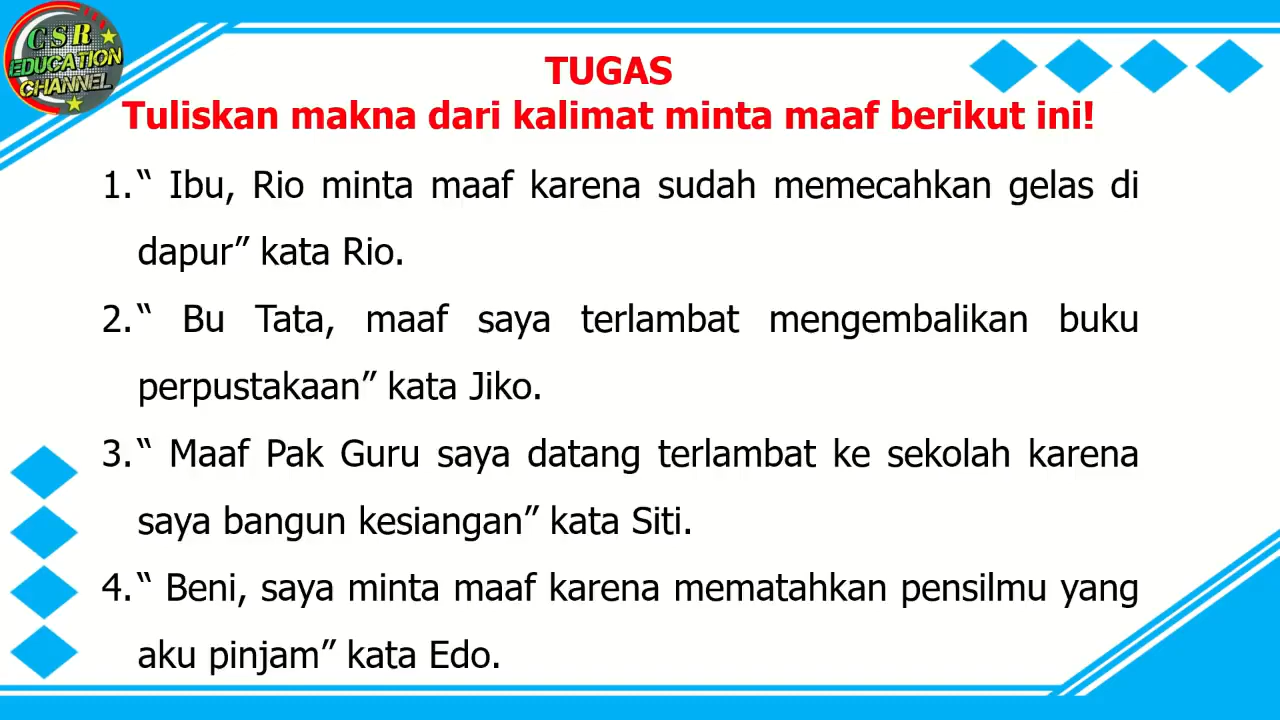 CSR
EDUCATION
CHANNEL
TUGAS
Tuliskan makna dari kalimat minta maaf berikut ini!
1.“ Ibu, Rio minta maaf karena sudah memecahkan gelas di
dapur” kata Rio.
2.“ Bu Tata, maaf saya terlambat mengembalikan buku
perpustakaan” kata Jiko.
3.“ Maaf Pak Guru saya datang terlambat ke sekolah karena
saya bangun kesiangan” kata Siti.
4.“ Beni, saya minta maaf karena mematahkan pensilmu yang
aku pinjam” kata Edo.